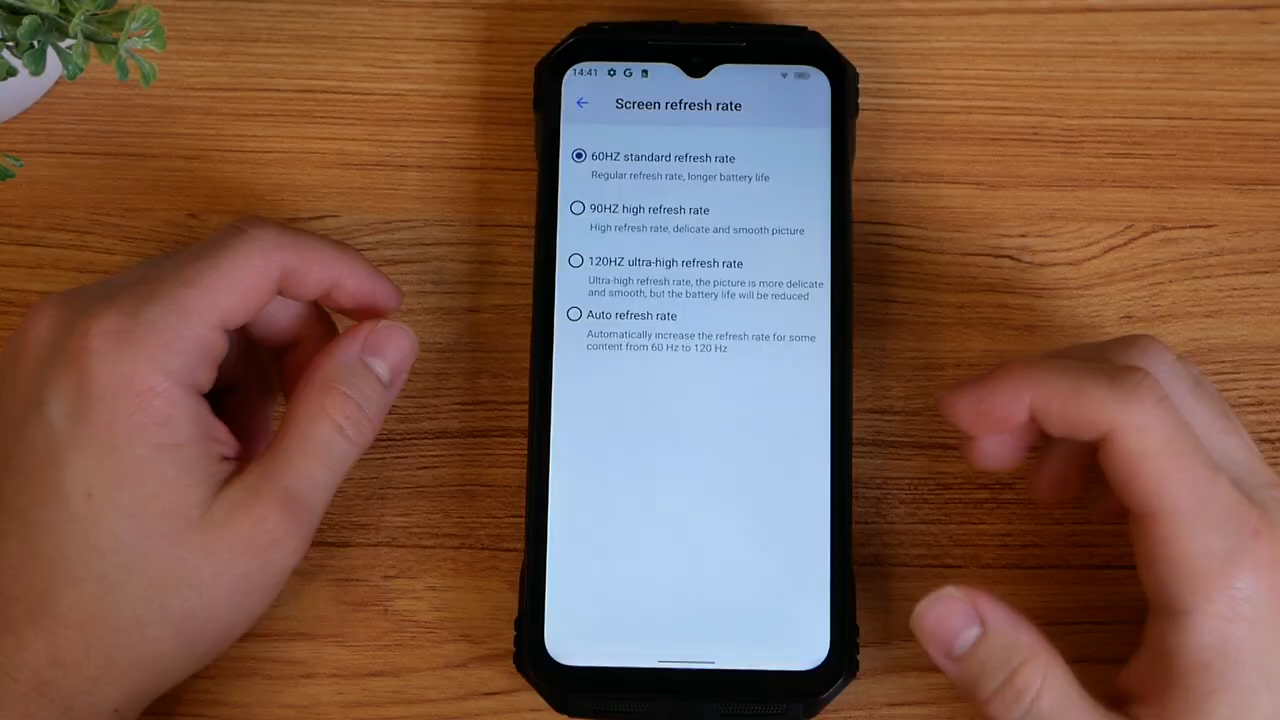 14:41
Screen refresh rate
60HZ standard refresh rate
Regular refresh rate, longer battery life
90HZ high refresh rate
High refresh rate, delicate and smooth picture
120HZ ultra-high refresh rate
Ultra-high refresh rate, the picture is more delicate
and smooth, but the battery life will be reduced
Auto refresh rate
Automatically increase the refresh rate for some
content from 60 Hz to 120 Hz